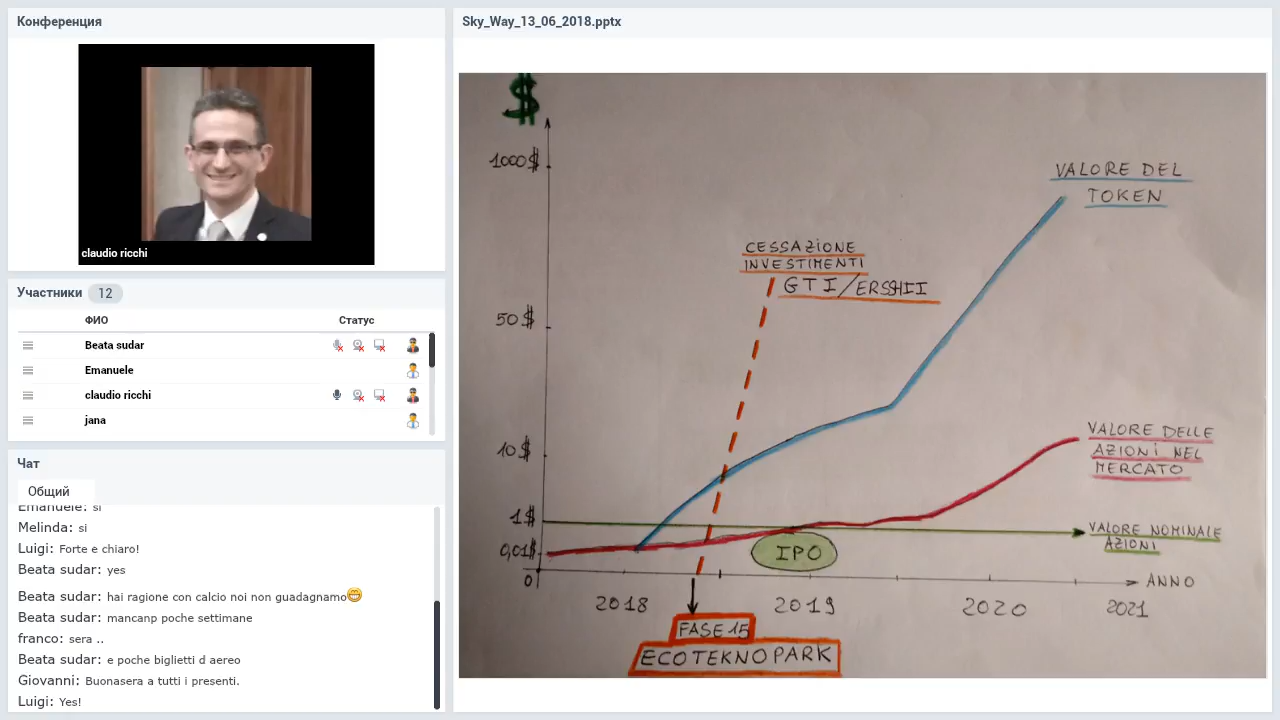 Конференция
claudio ricchi
Участники 12
ФИО Статус
Beata sudar
Emanuele
claudio ricchi
jana
Чат
Общий
Emanuele: si
Melinda: si
Luigi: Forte e chiaro!
Beata sudar: yes
Beata sudar: hai ragione con calcio noi non guadagnamo😁
Beata sudar: mancanp poche settimane
franco: sera ..
Beata sudar: e poche biglietti d aereo
Giovanni: Buonasera a tutti i presenti.
Luigi: Yes!
Sky_Way_13_06_2018.pptx
$
1000$
50$
10$
1$
0,01$
0
VALORE DEL
TOKEN
CESSAZIONE
INVESTIMENTI
GTI/ERSSHII
VALORE DELLE
AZIONI NEL
MERCATO
VALORE NOMINALE
AZIONI
IPO
ANNO
2018 2019 2020 2021
FASE 15
ECOTEKNOPARK